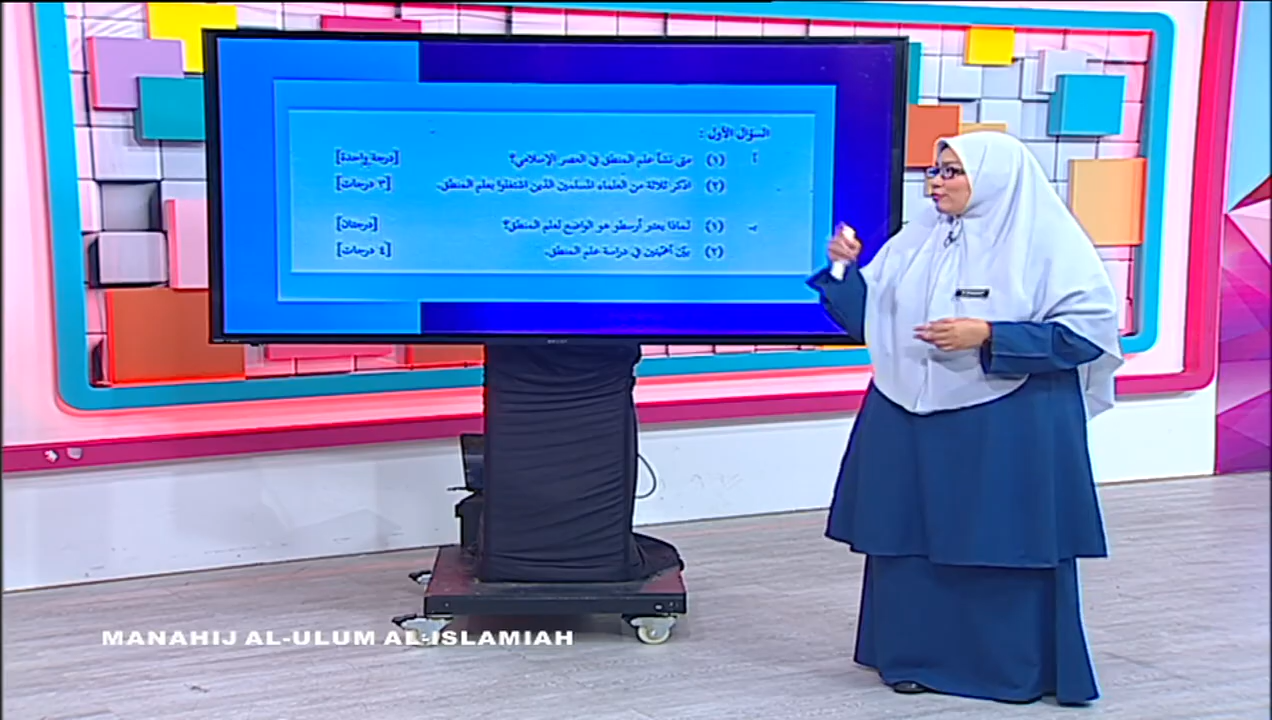 السؤال الأول :
أ (١) متى نشأ علم المنطق في العصر الإسلامي؟ [درجة واحدة]
(٢) اذكر ثلاثة من العلماء المسلمين الذين اشتغلوا بعلم المنطق. [٣ درجات]
ب (١) لماذا يعتبر أرسطو هو الواضع لعلم المنطق؟ [درجتان]
(٢) بيّن أهميتين في دراسة علم المنطق. [٤ درجات]
MANAHIJ AL-ULUM AL-ISLAMIAH